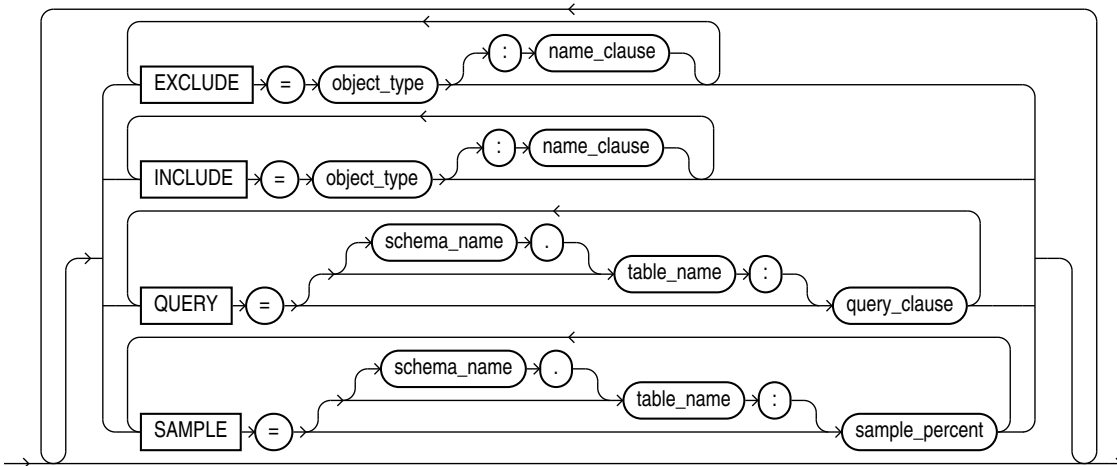 : name_clause
EXCLUDE = object_type
: name_clause
INCLUDE = object_type
schema_name .
table_name :
QUERY = query_clause
schema_name .
table_name :
SAMPLE = sample_percent